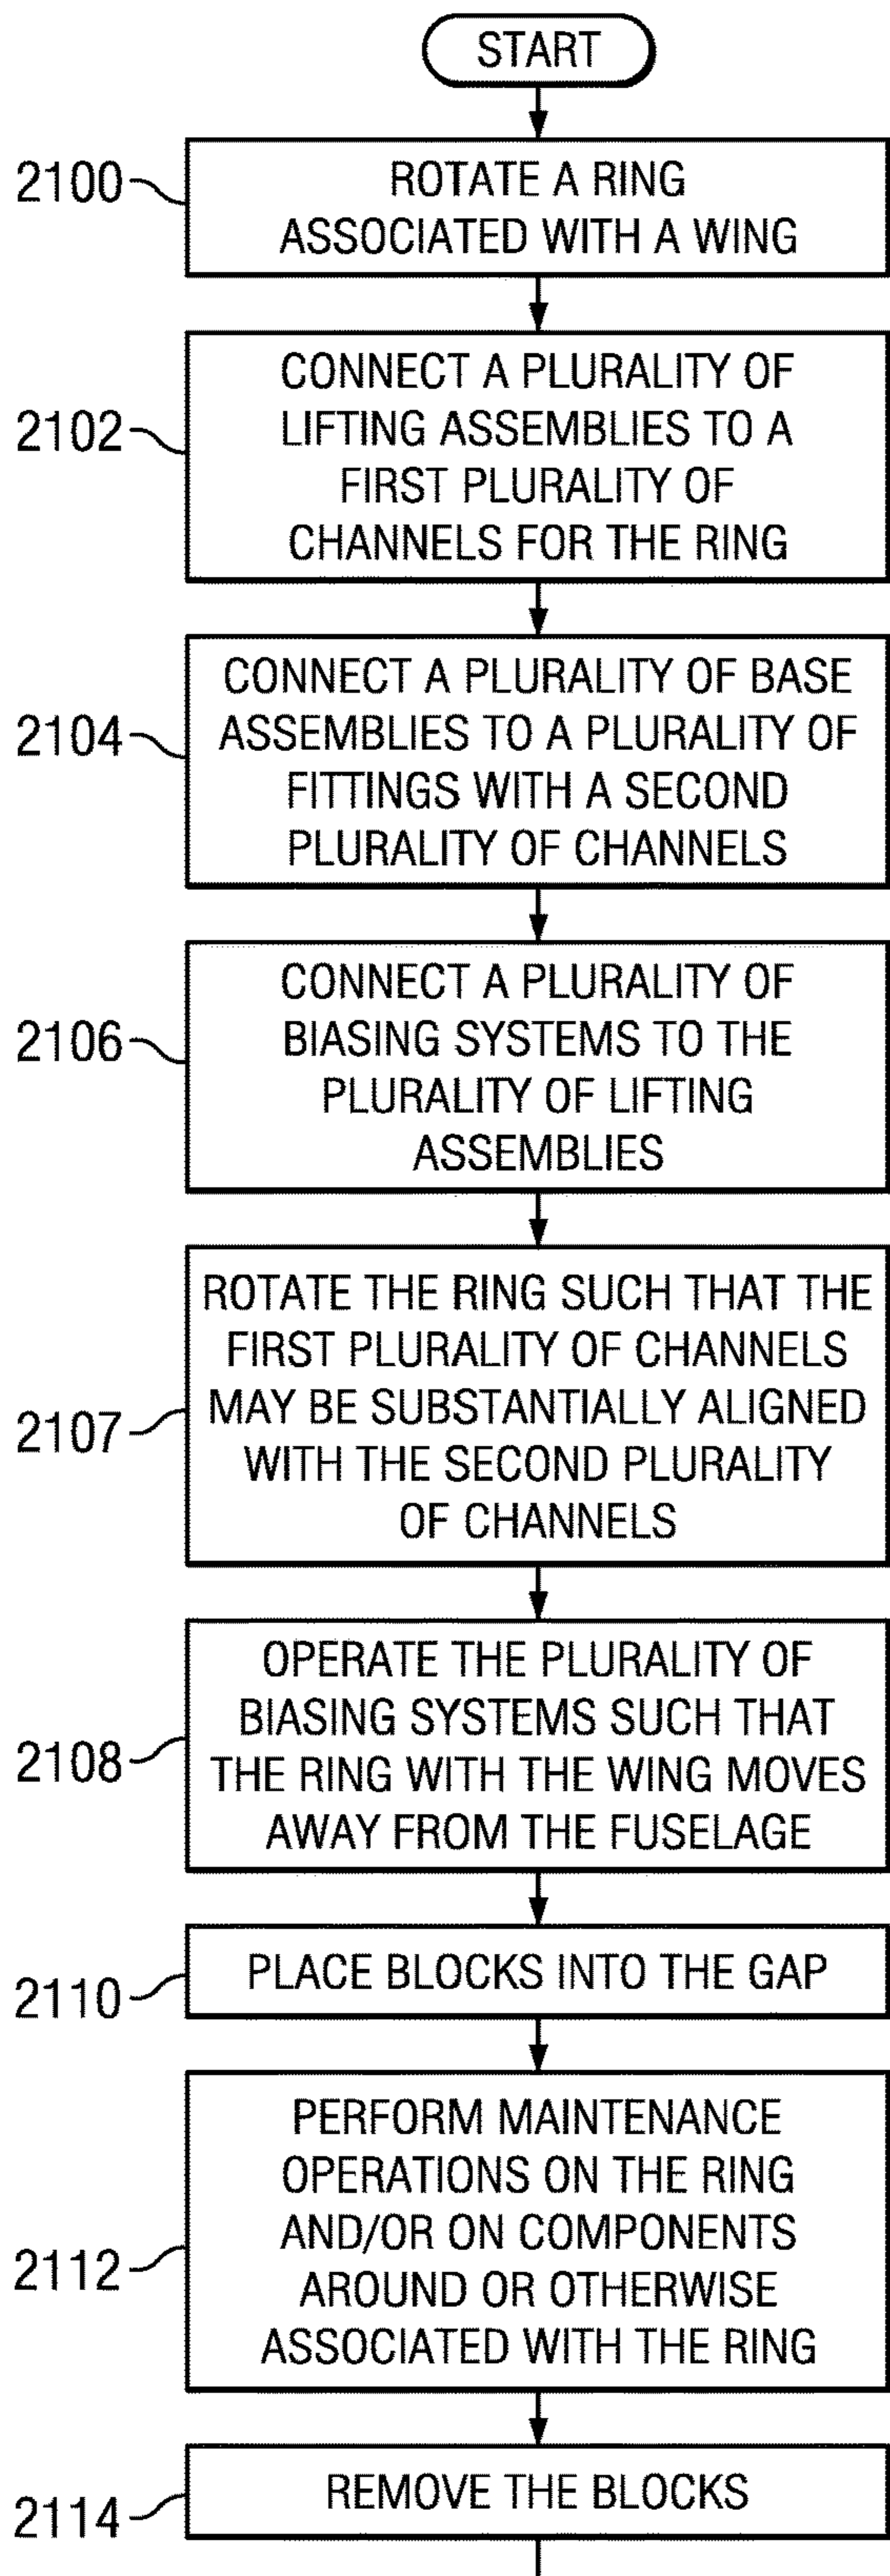 START
2100
ROTATE A RING
ASSOCIATED WITH A WING
2102
CONNECT A PLURALITY OF
LIFTING ASSEMBLIES TO A
FIRST PLURALITY OF
CHANNELS FOR THE RING
2104
CONNECT A PLURALITY OF BASE
ASSEMBLIES TO A PLURALITY OF
FITTINGS WITH A SECOND
PLURALITY OF CHANNELS
2106
CONNECT A PLURALITY OF
BIASING SYSTEMS TO THE
PLURALITY OF LIFTING
ASSEMBLIES
2107
ROTATE THE RING SUCH THAT THE
FIRST PLURALITY OF CHANNELS
MAY BE SUBSTANTIALLY ALIGNED
WITH THE SECOND PLURALITY
OF CHANNELS
2108
OPERATE THE PLURALITY OF
BIASING SYSTEMS SUCH THAT
THE RING WITH THE WING MOVES
AWAY FROM THE FUSELAGE
2110
PLACE BLOCKS INTO THE GAP
2112
PERFORM MAINTENANCE
OPERATIONS ON THE RING
AND/OR ON COMPONENTS
AROUND OR OTHERWISE
ASSOCIATED WITH THE RING
2114
REMOVE THE BLOCKS